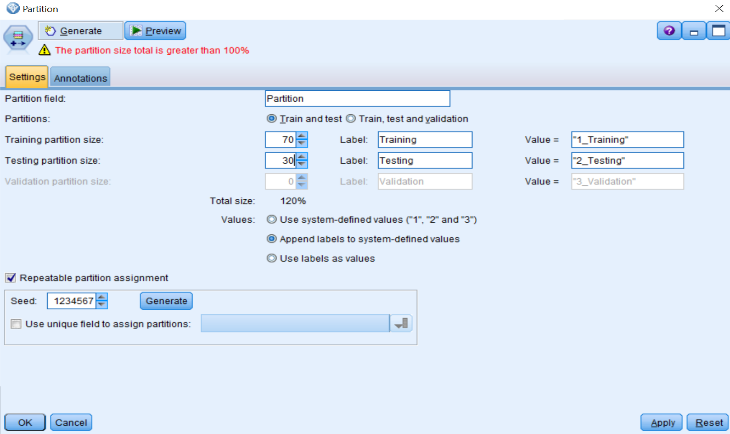 Partition
Generate Preview
The partition size total is greater than 100%
Settings Annotations
Partition field: Partition
Partitions: Train and test Train, test and validation
Training partition size: 70 Label: Training Value = "1_Training"
Testing partition size: 30 Label: Testing Value = "2_Testing"
Validation partition size: 0 Label: Validation Value = "3_Validation"
Total size: 120%
Values: Use system-defined values ("1", "2" and "3")
Append labels to system-defined values
Use labels as values
Repeatable partition assignment
Seed: 1234567 Generate
Use unique field to assign partitions:
OK Cancel Apply Reset